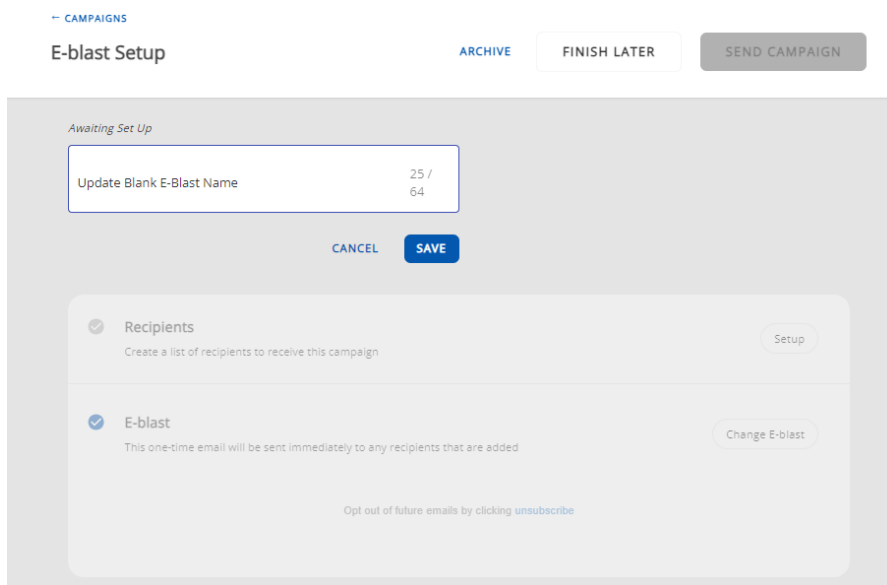 ← CAMPAIGNS
E-blast Setup
ARCHIVE
FINISH LATER
SEND CAMPAIGN
Awaiting Set Up
Update Blank E-Blast Name
25 /
64
CANCEL
SAVE
Recipients
Create a list of recipients to receive this campaign
Setup
E-blast
This one-time email will be sent immediately to any recipients that are added
Change E-blast
Opt out of future emails by clicking unsubscribe